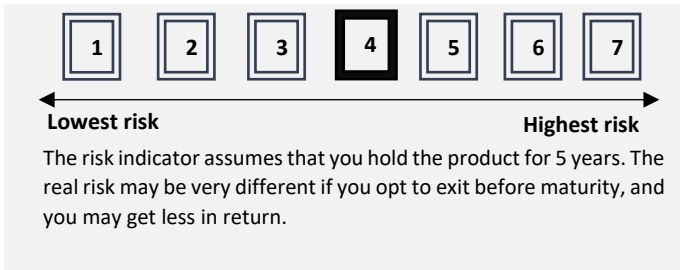 1 2 3 4 5 6 7
Lowest risk Highest risk
The risk indicator assumes that you hold the product for 5 years. The
real risk may be very different if you opt to exit before maturity, and
you may get less in return.